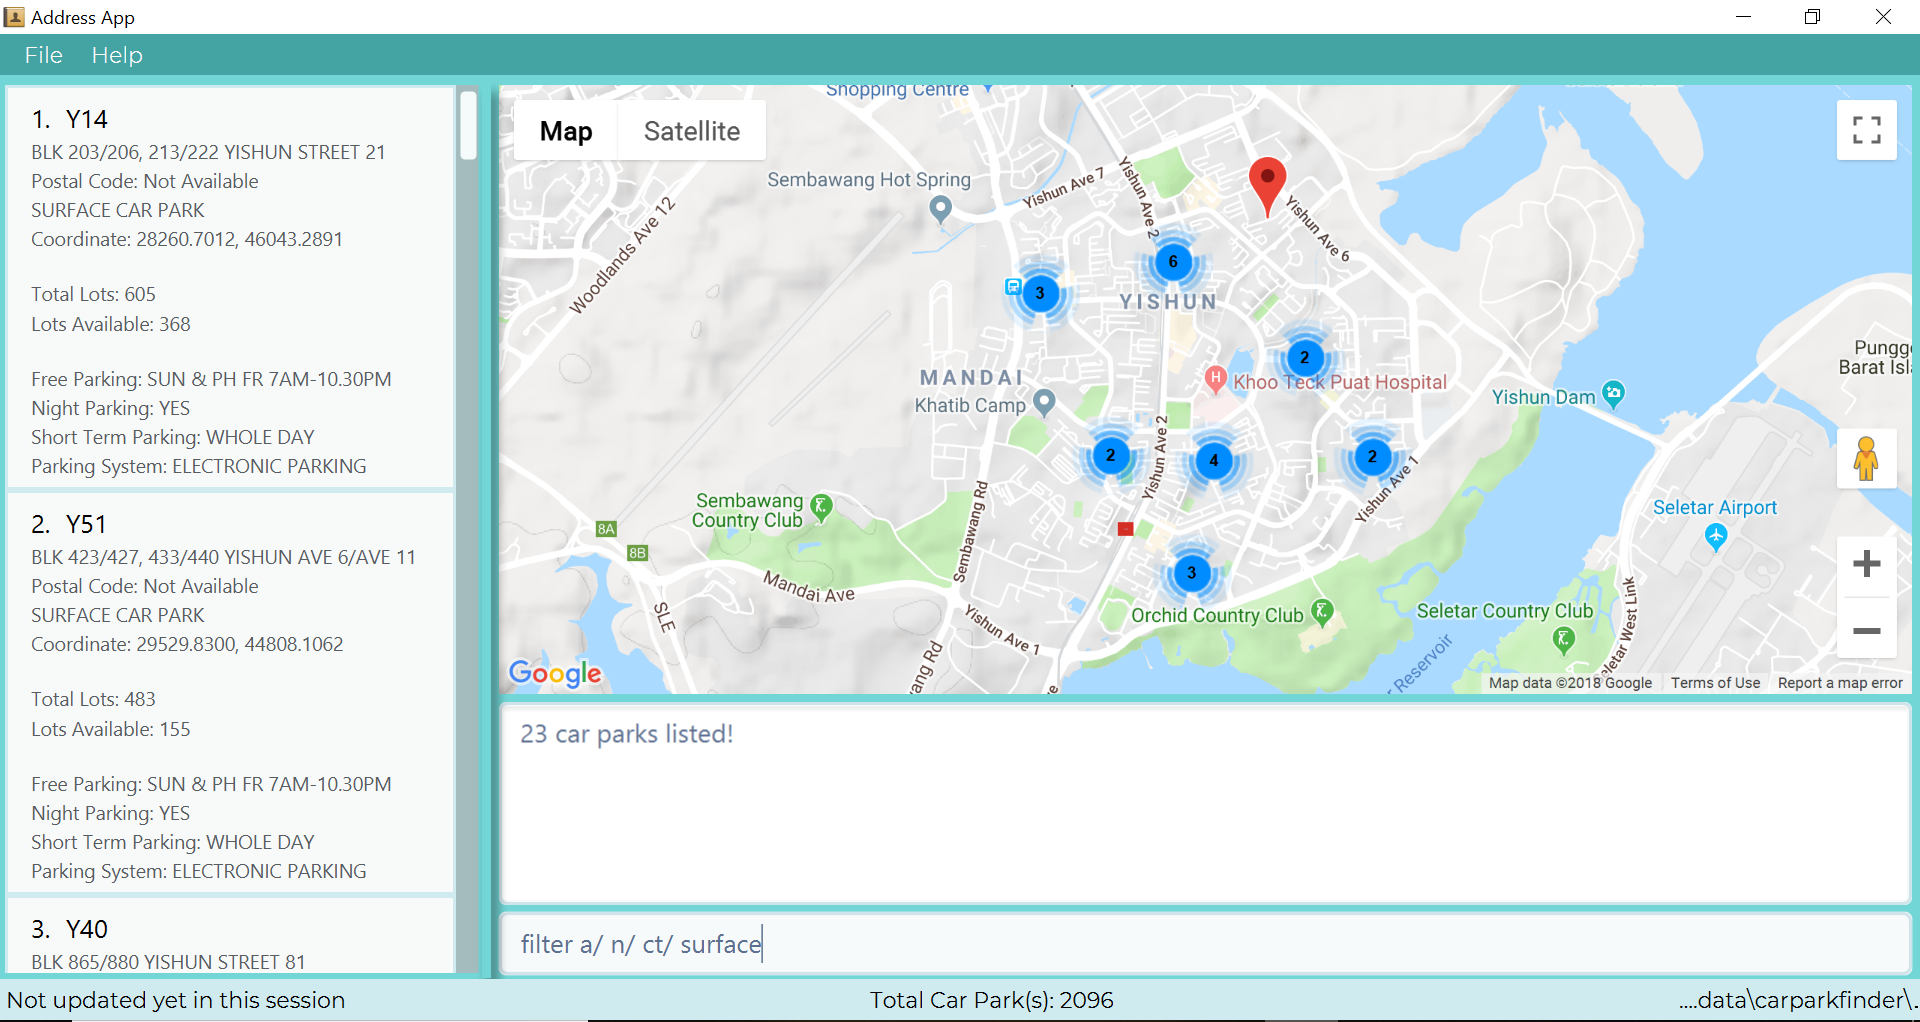 Address App
File Help
1. Y14
BLK 203/206, 213/222 YISHUN STREET 21
Postal Code: Not Available
SURFACE CAR PARK
Coordinate: 28260.7012, 46043.2891
Total Lots: 605
Lots Available: 368
Free Parking: SUN & PH FR 7AM-10.30PM
Night Parking: YES
Short Term Parking: WHOLE DAY
Parking System: ELECTRONIC PARKING
2. Y51
BLK 423/427, 433/440 YISHUN AVE 6/AVE 11
Postal Code: Not Available
SURFACE CAR PARK
Coordinate: 29529.8300, 44808.1062
Total Lots: 483
Lots Available: 155
Free Parking: SUN & PH FR 7AM-10.30PM
Night Parking: YES
Short Term Parking: WHOLE DAY
Parking System: ELECTRONIC PARKING
3. Y40
BLK 865/880 YISHUN STREET 81
Shopping Centre
Map Satellite
Sembawang Hot Spring
Yishun Ave 7
Yishun Ave 2
Yishun Ave 6
Woodlands Ave 12
6
3
YISHUN
2
MANDAI
Khatib Camp
H
Khoo Teck Puat Hospital
Yishun Dam
Pungg
Barat Isl
2
4
2
Yishun Ave 2
Yishun Ave 1
Sembawang
Country Club
Sembawang Rd
Seletar Airport
8A
8B
3
Mandai Ave
SLE
Yishun Ave 1
Orchid Country Club
Seletar Country Club
Seletar West Link
ang Rd
r Reservoir
e
Google
Map data ©2018 Google
Terms of Use
Report a map error
23 car parks listed!
filter a/ n/ ct/ surface
Not updated yet in this session
Total Car Park(s): 2096
....data\carparkfinder\.